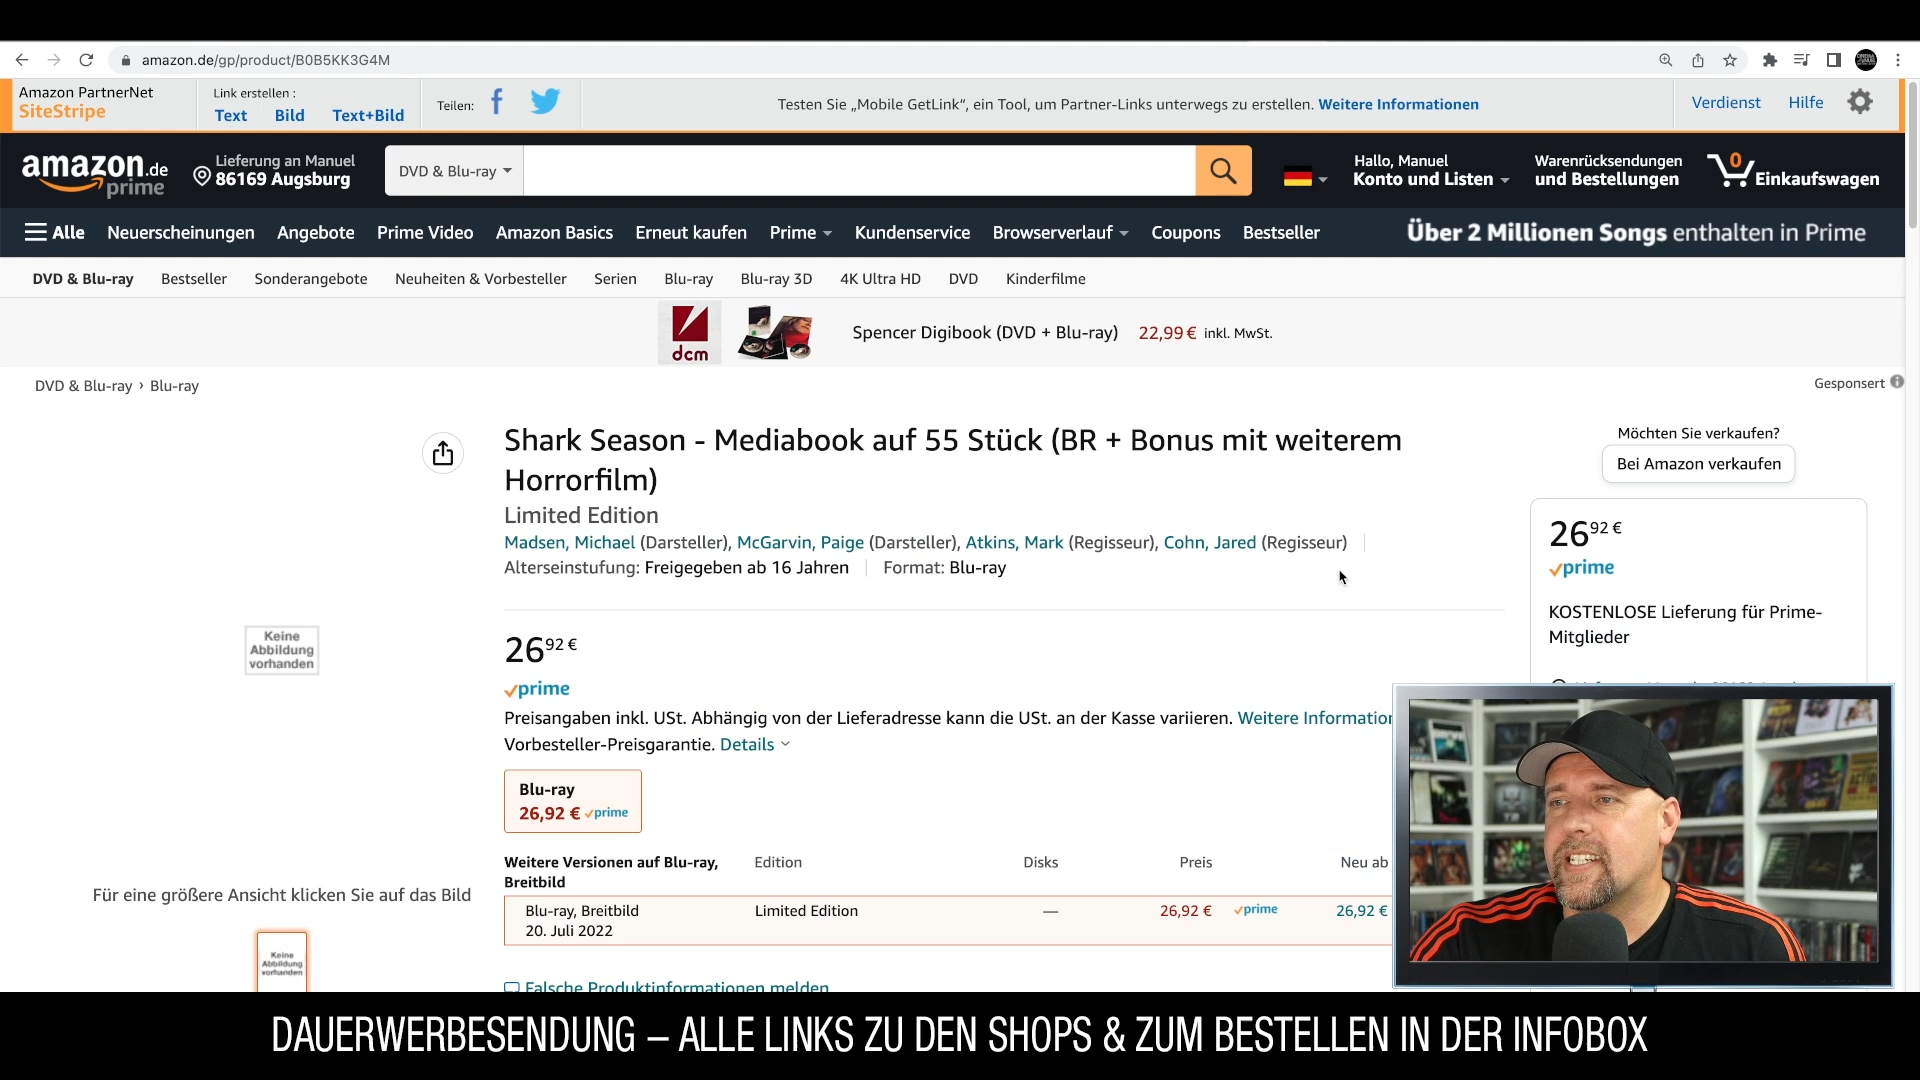 amazon.de/gp/product/B0B5KK3G4M
Amazon PartnerNet
SiteStripe
Link erstellen :
Text Bild Text+Bild
Teilen:
Testen Sie „Mobile GetLink“, ein Tool, um Partner-Links unterwegs zu erstellen. Weitere Informationen
Verdienst Hilfe
amazon.de
prime
Lieferung an Manuel
86169 Augsburg
DVD & Blu-ray
Hallo, Manuel
Konto und Listen
Warenrücksendungen
und Bestellungen
0
Einkaufswagen
Alle Neuerscheinungen Angebote Prime Video Amazon Basics Erneut kaufen Prime Kundenservice Browserverlauf Coupons Bestseller
Über 2 Millionen Songs enthalten in Prime
DVD & Blu-ray Bestseller Sonderangebote Neuheiten & Vorbesteller Serien Blu-ray Blu-ray 3D 4K Ultra HD DVD Kinderfilme
dcm
Spencer Digibook (DVD + Blu-ray) 22,99 € inkl. MwSt.
DVD & Blu-ray › Blu-ray
Gesponsert
Shark Season - Mediabook auf 55 Stück (BR + Bonus mit weiterem
Horrorfilm)
Limited Edition
Madsen, Michael (Darsteller), McGarvin, Paige (Darsteller), Atkins, Mark (Regisseur), Cohn, Jared (Regisseur)
Alterseinstufung: Freigegeben ab 16 Jahren Format: Blu-ray
26 92 €
prime
Preisangaben inkl. USt. Abhängig von der Lieferadresse kann die USt. an der Kasse variieren. Weitere Information
Vorbesteller-Preisgarantie. Details
Blu-ray
26,92 € prime
Weitere Versionen auf Blu-ray,
Breitbild
Edition Disks Preis Neu ab
Blu-ray, Breitbild
20. Juli 2022
Limited Edition — 26,92 € prime 26,92 €
Falsche Produktinformationen melden
Keine
Abbildung
vorhanden
Für eine größere Ansicht klicken Sie auf das Bild
Keine
Abbildung
vorhanden
Möchten Sie verkaufen?
Bei Amazon verkaufen
26 92 €
prime
KOSTENLOSE Lieferung für Prime-
Mitglieder
DAUERWERBESENDUNG – ALLE LINKS ZU DEN SHOPS & ZUM BESTELLEN IN DER INFOBOX